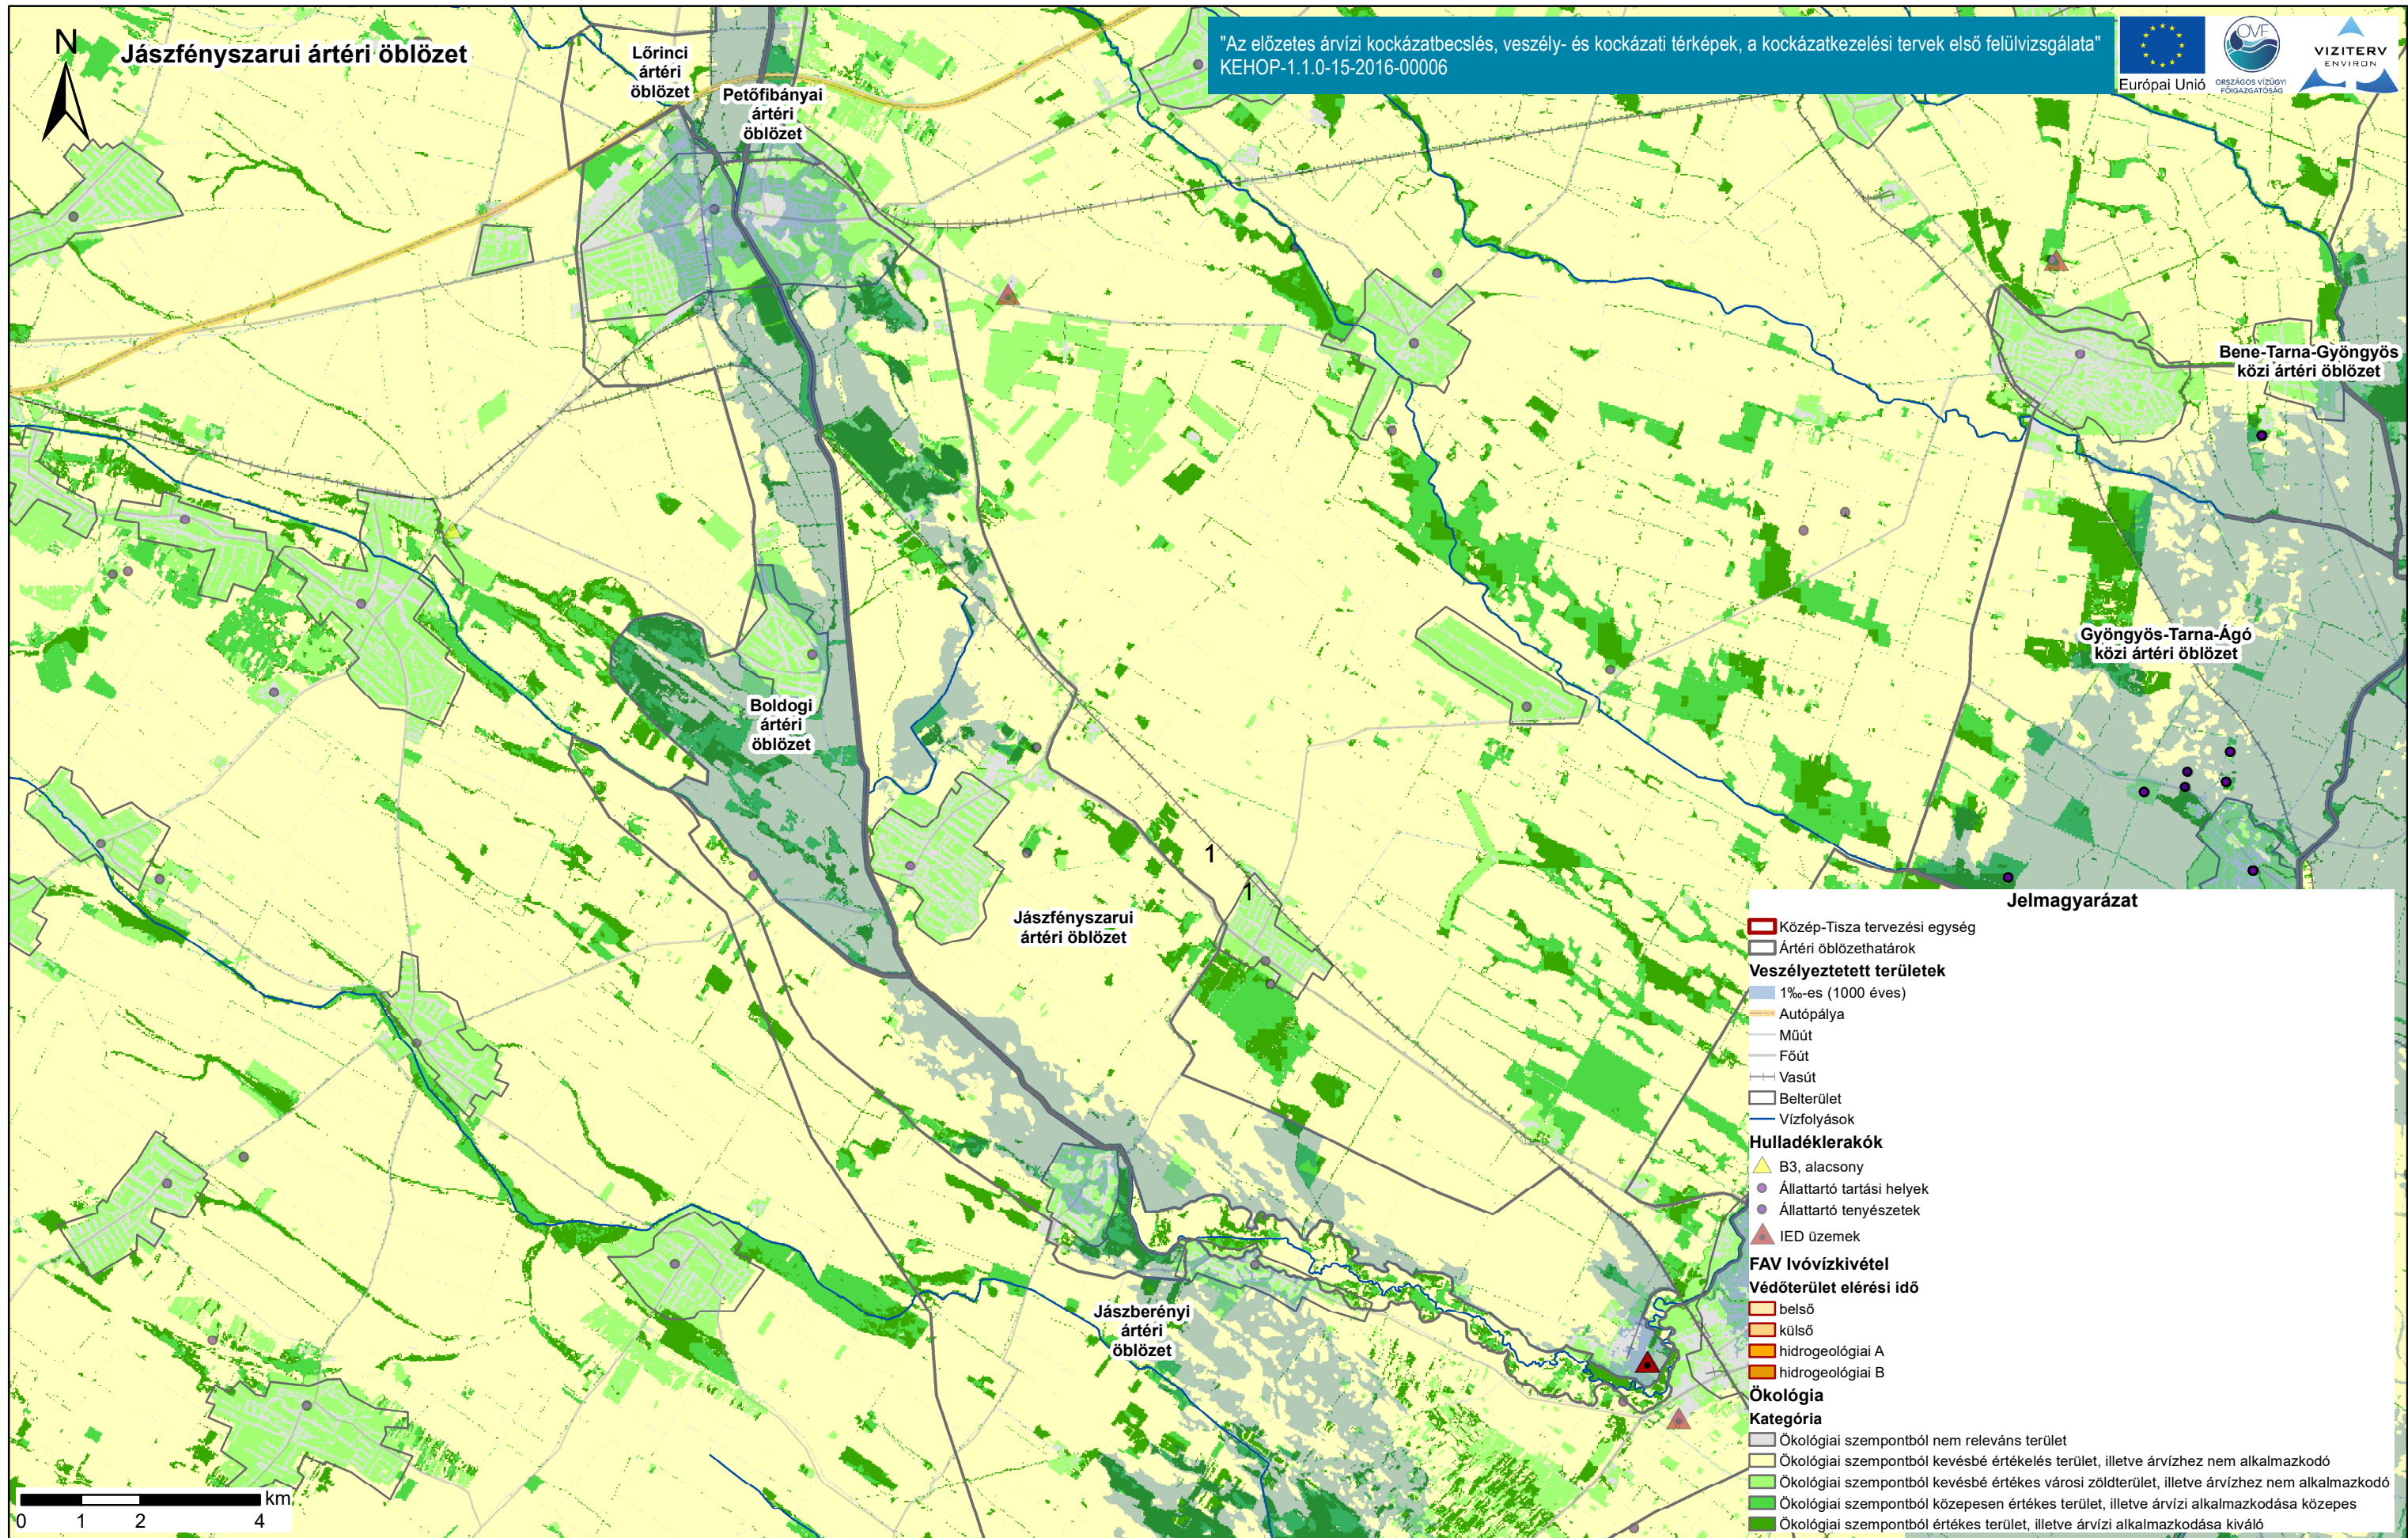 N
Jászfényszarui ártéri öblözet
"Az előzetes árvízi kockázatbecslés, veszély- és kockázati térképek, a kockázatkezelési tervek első felülvizsgálata"
KEHOP-1.1.0-15-2016-00006
Európai Unió
OVF
ORSZÁGOS VÍZÜGYI
FŐIGAZGATÓSÁG
VIZITERV
ENVIRON
Lőrinci
ártéri
öblözet
Petőfibányai
ártéri
öblözet
Bene-Tarna-Gyöngyös
közi ártéri öblözet
Gyöngyös-Tarna-Ágó
közi ártéri öblözet
Boldogi
ártéri
öblözet
1
1
Jászfényszarui
ártéri öblözet
Jászberényi
ártéri
öblözet
Jelmagyarázat
Közép-Tisza tervezési egység
Ártéri öblözethatárok
Veszélyeztetett területek
1‰-es (1000 éves)
Autópálya
Műút
Főút
Vasút
Belterület
Vízfolyások
Hulladéklerakók
B3, alacsony
Állattartó tartási helyek
Állattartó tenyészetek
IED üzemek
FAV Ivóvízkivétel
Védőterület elérési idő
belső
külső
hidrogeológiai A
hidrogeológiai B
Ökológia
Kategória
Ökológiai szempontból nem releváns terület
Ökológiai szempontból kevésbé értékelés terület, illetve árvízhez nem alkalmazkodó
Ökológiai szempontból kevésbé értékes városi zöldterület, illetve árvízhez nem alkalmazkodó
Ökológiai szempontból közepesen értékes terület, illetve árvízi alkalmazkodása közepes
Ökológiai szempontból értékes terület, illetve árvízi alkalmazkodása kiváló
km
0 1 2 4